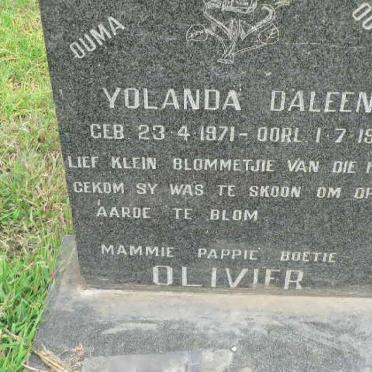 OUMA
YOLANDA DALEEN
GEB 23-4-1971-OORL 1-7-19
LIEF KLEIN BLOMMETJIE VAN DIE
GEKOM SY WAS TE SKOON OM OP
AARDE TE BLOM
MAMMIE PAPPIE BOETIE
OLIVIER